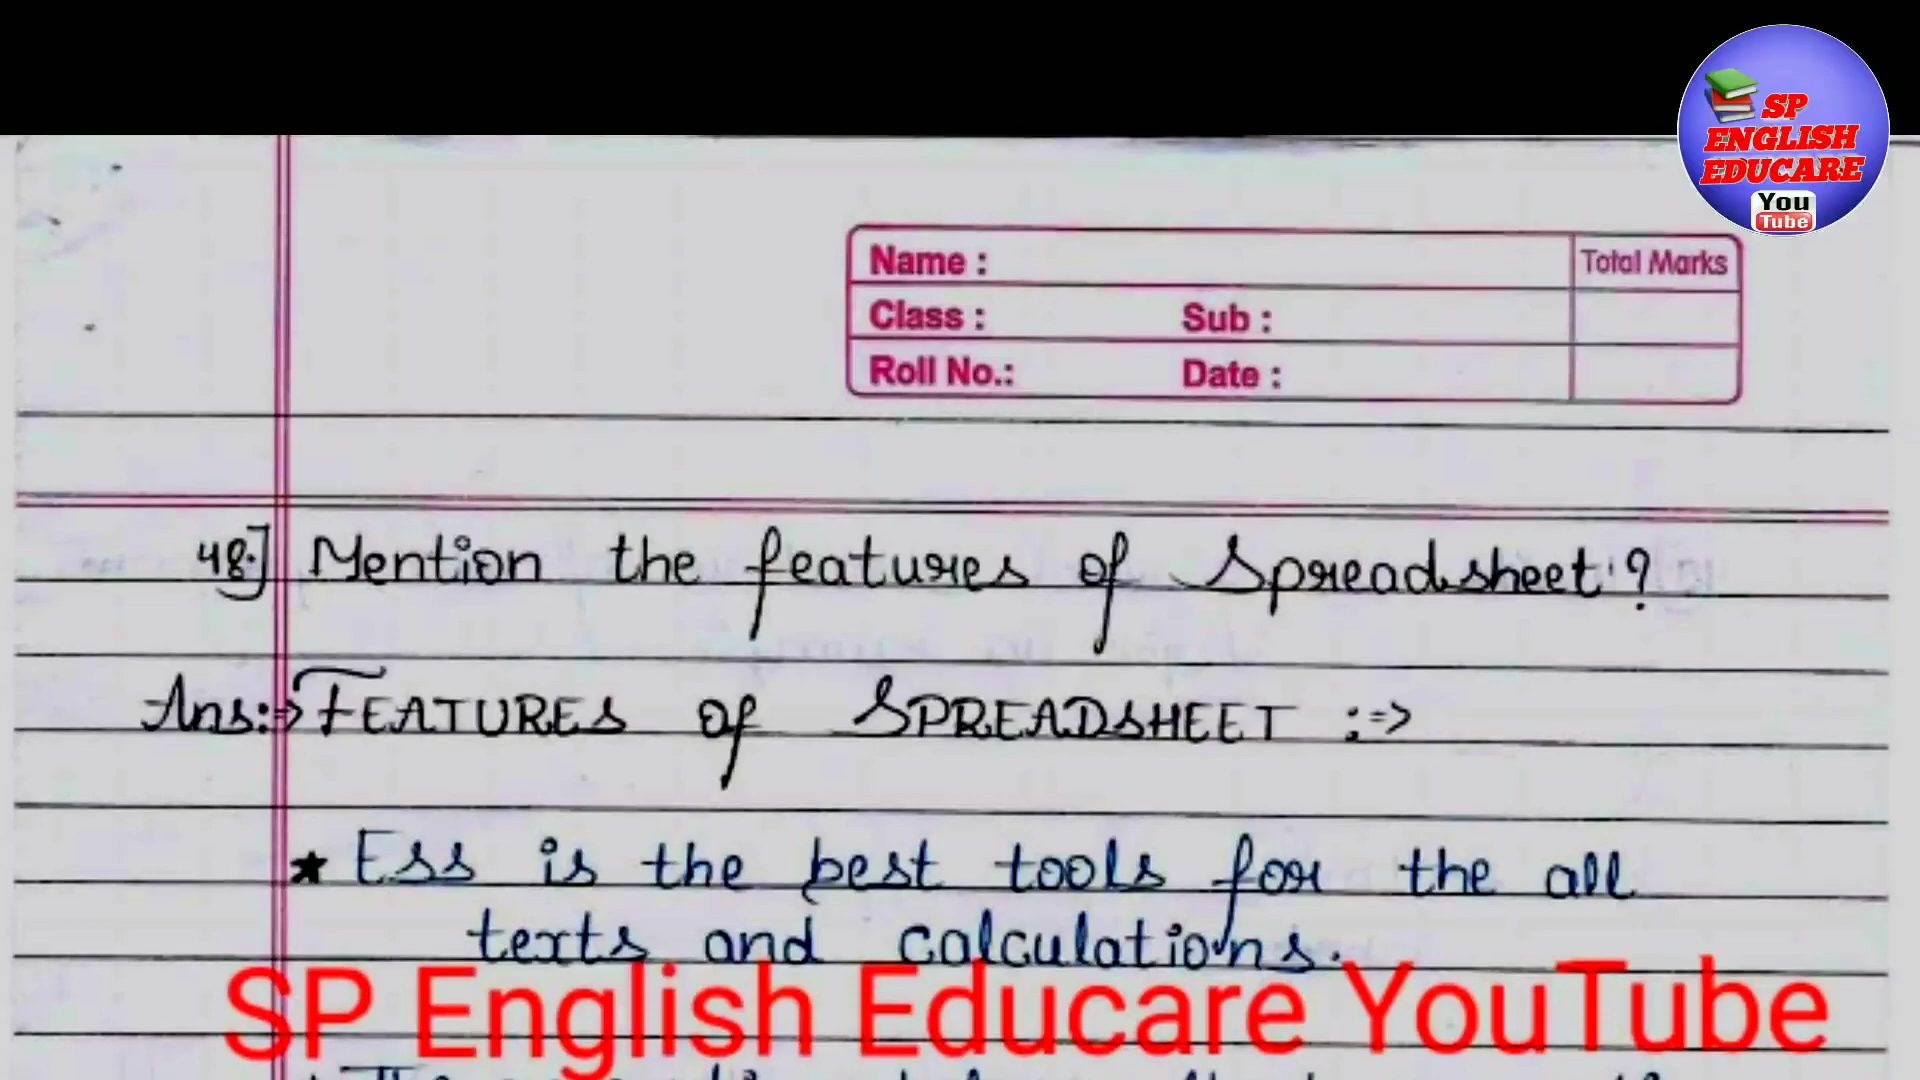 SP
ENGLISH
EDUCARE
You
Tube
Name :
Total Marks
Class :
Sub :
Roll No.:
Date :
48.] Mention the features of Spreadsheet ?
Ans:⇒ FEATURES of SPREADSHEET :⇒
★ Ess is the best tools for the all
texts and calculations.
SP English Educare YouTube